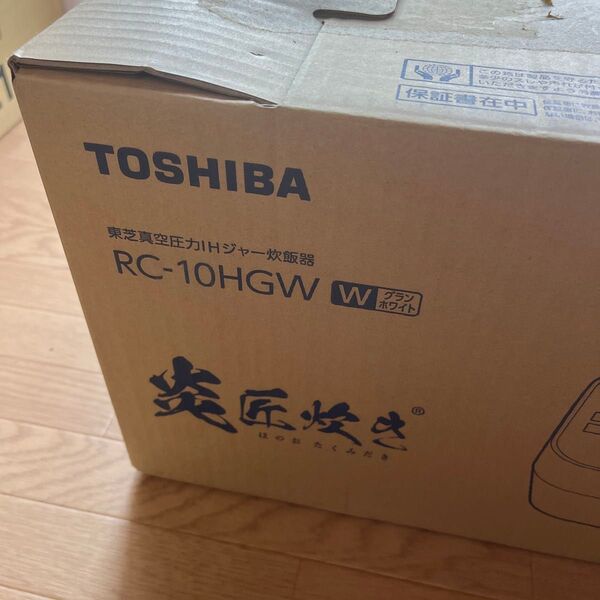 保証書在中
TOSHIBA
東芝真空圧力IHジャー炊飯器
RC-10HGW W グラン
ホワイト
炎 匠炊き®
ほのお たくみだき